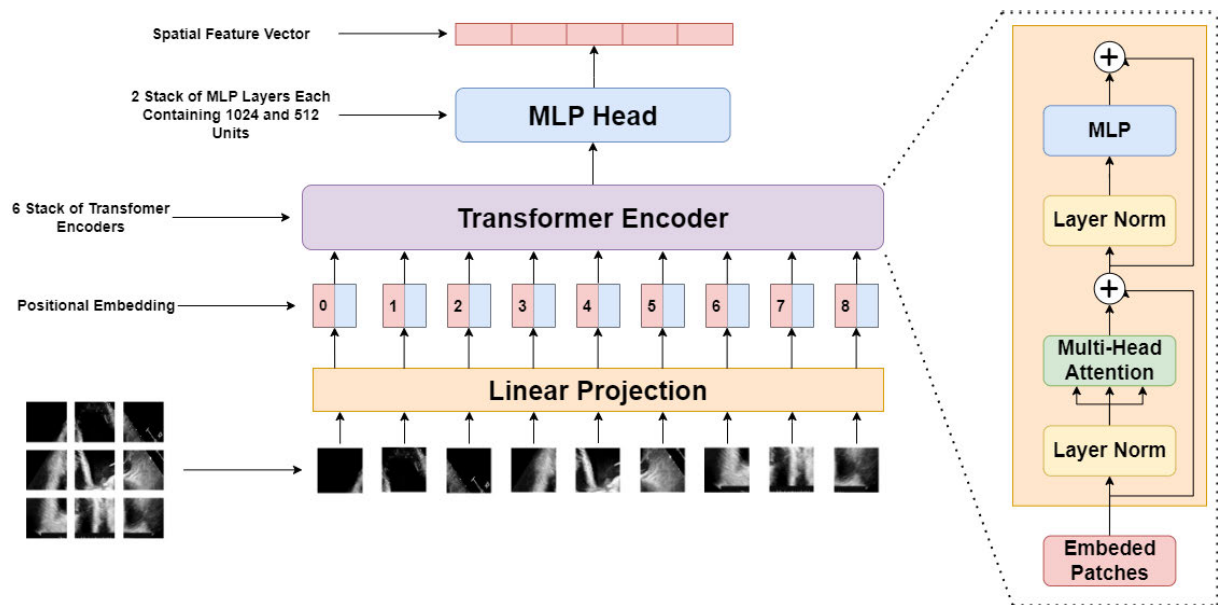 Spatial Feature Vector
2 Stack of MLP Layers Each
Containing 1024 and 512
Units
MLP Head
6 Stack of Transfomer
Encoders
Transformer Encoder
Positional Embedding
0 1 2 3 4 5 6 7 8
Linear Projection
MLP
Layer Norm
Multi-Head
Attention
Layer Norm
Embeded
Patches